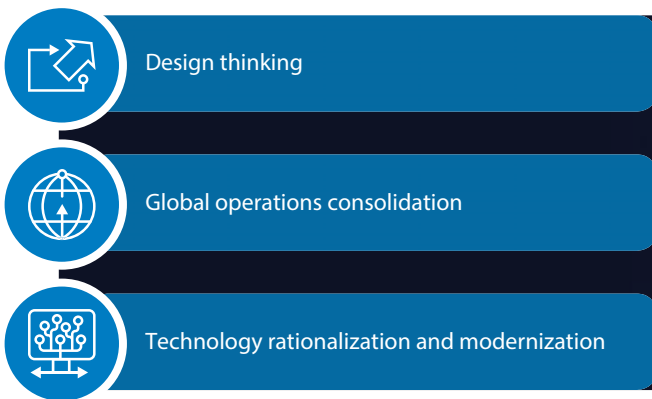 Design thinking
Global operations consolidation
Technology rationalization and modernization